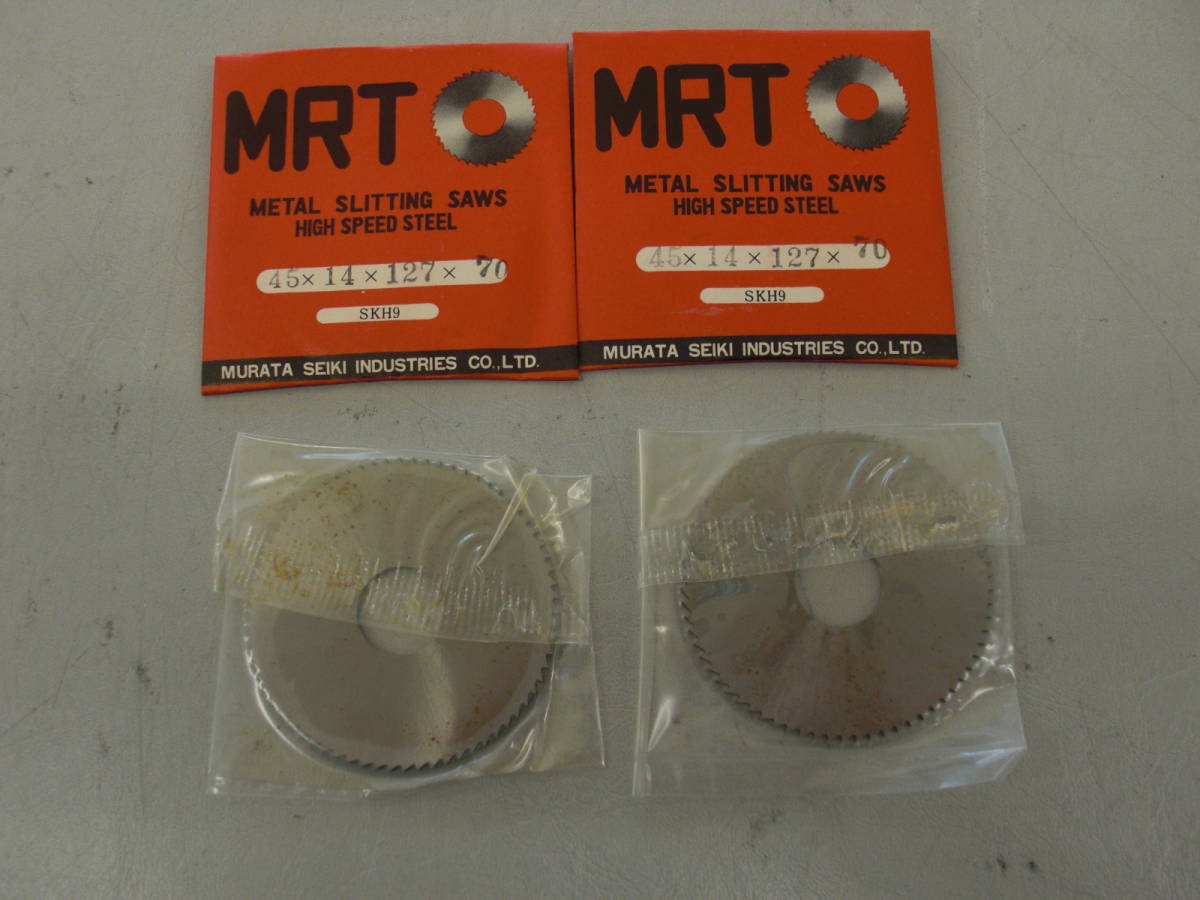 MRT
METAL SLITTING SAWS
HIGH SPEED STEEL
45× 14 × 127 × 70
SKH9
MURATA SEIKI INDUSTRIES CO.,LTD.
MRT
METAL SLITTING SAWS
HIGH SPEED STEEL
45× 14 × 127 × 70
SKH9
MURATA SEIKI INDUSTRIES CO.,LTD.